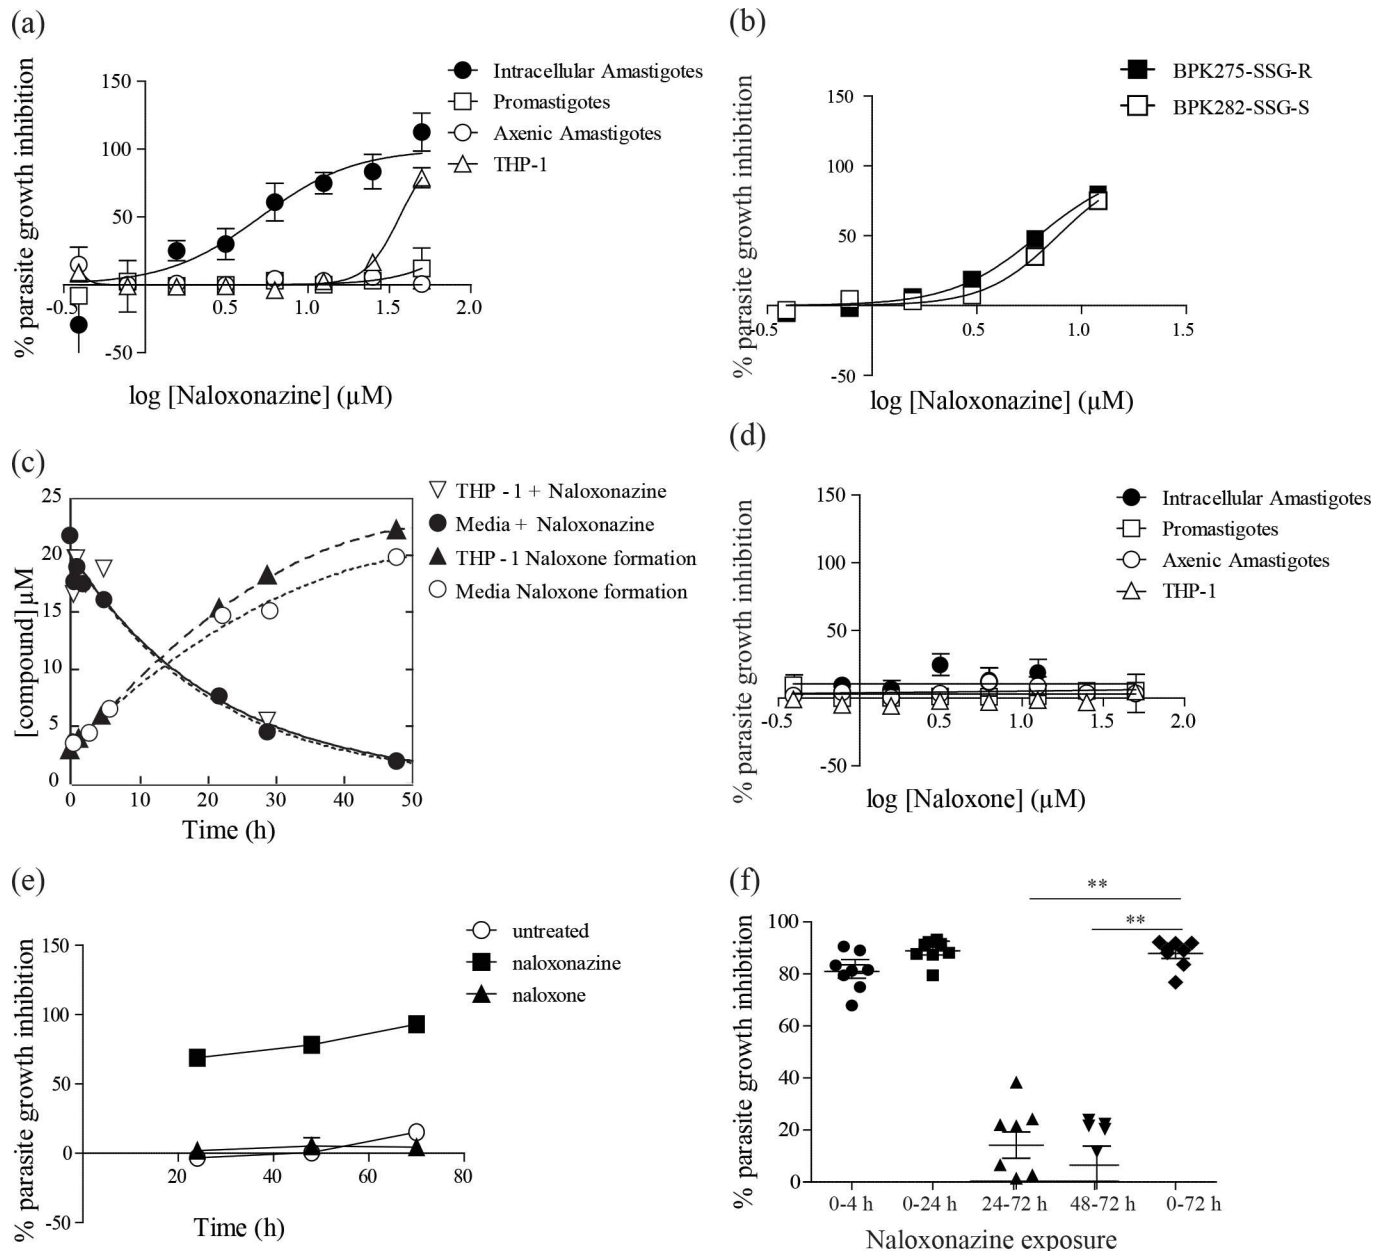 (a)
% parasite growth inhibition
150
100
50
-50
-0.5
0.5
1.0
1.5
2.0
Intracellular Amastigotes
Promastigotes
Axenic Amastigotes
THP-1
log [Naloxonazine] (µM)
(b)
% parasite growth inhibition
150
100
50
-50
-0.5
0.5
1.0
1.5
BPK275-SSG-R
BPK282-SSG-S
log [Naloxonazine] (µM)
(c)
[compound] µM
25
20
15
10
5
0
0
10
20
30
40
50
Time (h)
THP - 1 + Naloxonazine
Media + Naloxonazine
THP - 1 Naloxone formation
Media Naloxone formation
(d)
% parasite growth inhibition
150
100
50
-50
-0.5
0.5
1.0
1.5
2.0
Intracellular Amastigotes
Promastigotes
Axenic Amastigotes
THP-1
log [Naloxone] (µM)
(e)
% parasite growth inhibition
150
100
50
0
-50
20
40
60
80
untreated
naloxonazine
naloxone
Time (h)
(f)
% parasite growth inhibition
100
80
60
40
20
0
**
**
0-4 h
0-24 h
24-72 h
48-72 h
0-72 h
Naloxonazine exposure